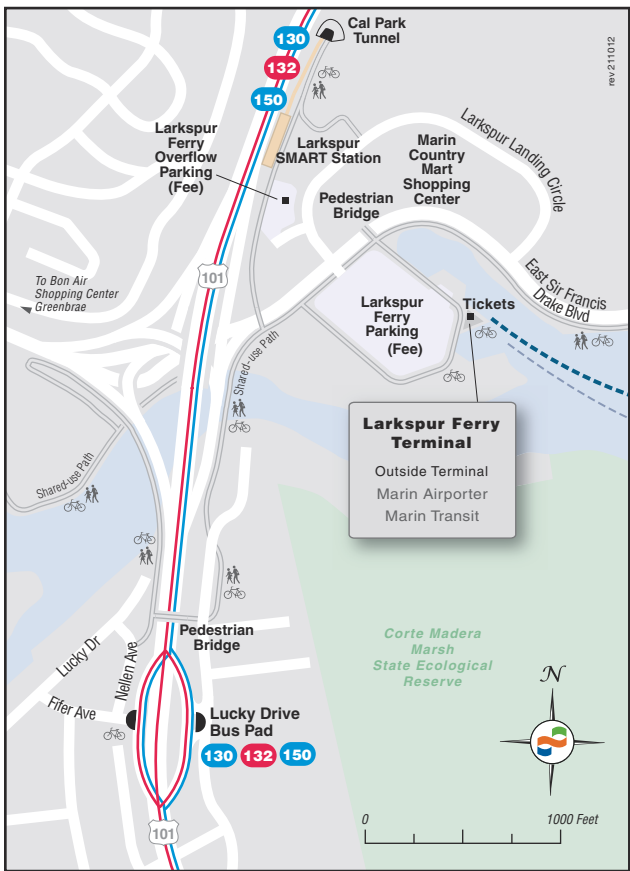 Cal Park
Tunnel
130
132
150
rev 211012
Larkspur
Ferry
Overflow
Parking
(Fee)
Larkspur
SMART Station
Marin
Country
Mart
Shopping
Center
Larkspur Landing Circle
Pedestrian
Bridge
101
To Bon Air
Shopping Center
Greenbrae
East Sir Francis
Drake Blvd
Larkspur
Ferry
Parking
(Fee)
Tickets
Shared-use Path
Larkspur Ferry
Terminal
Outside Terminal
Marin Airporter
Marin Transit
Shared-use Path
Corte Madera
Marsh
State Ecological
Reserve
Pedestrian
Bridge
Lucky Dr
Nellen Ave
Fifer Ave
Lucky Drive
Bus Pad
130 132 150
N
101
0 1000 Feet